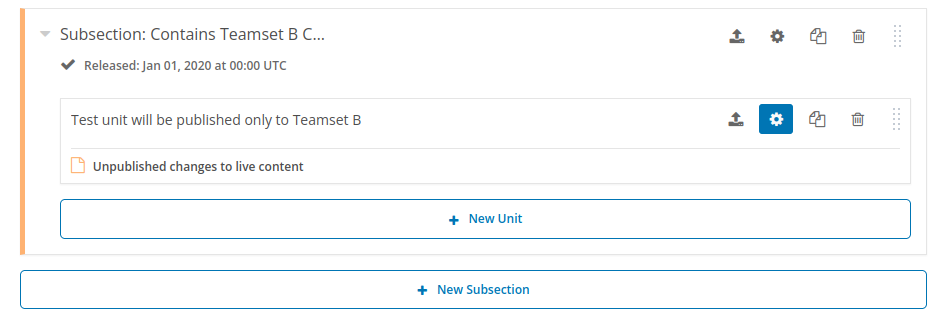 Subsection: Contains Teamset B C...
Released: Jan 01, 2020 at 00:00 UTC
Test unit will be published only to Teamset B
Unpublished changes to live content
+ New Unit
+ New Subsection